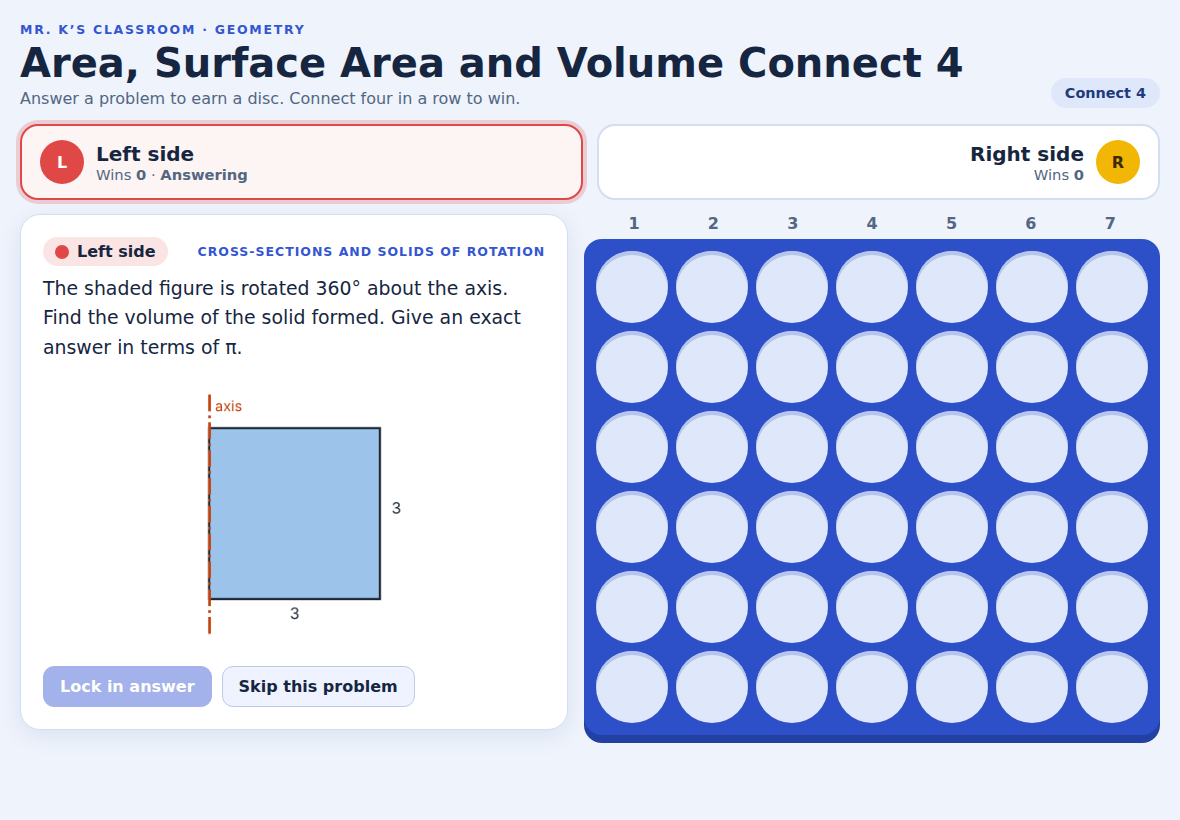 MR. K’S CLASSROOM · GEOMETRY
Area, Surface Area and Volume Connect 4
Answer a problem to earn a disc. Connect four in a row to win.
Connect 4
L
Left side
Wins 0 · Answering
Right side
Wins 0
R
Left side
CROSS-SECTIONS AND SOLIDS OF ROTATION
The shaded figure is rotated 360° about the axis.
Find the volume of the solid formed. Give an exact
answer in terms of π.
axis
3
3
Lock in answer
Skip this problem
1 2 3 4 5 6 7